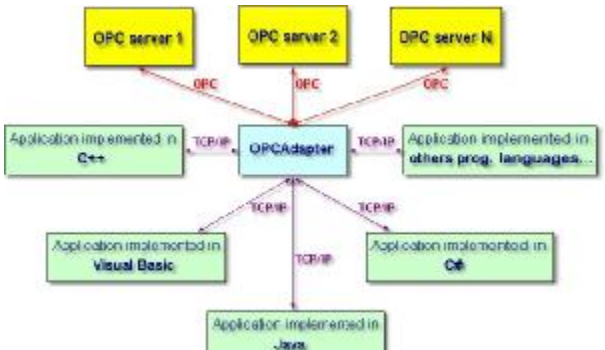 OPC server 1
OPC server 2
OPC server N
OPC
OPC
OPC
Application implemented in
C++
TCP/IP
OPCAdapter
TCP/IP
Application implemented in
others prog. languages...
TCP/IP
TCP/IP
Application implemented in
Visual Basic
TCP/IP
Application implemented in
C#
Application implemented in
Java